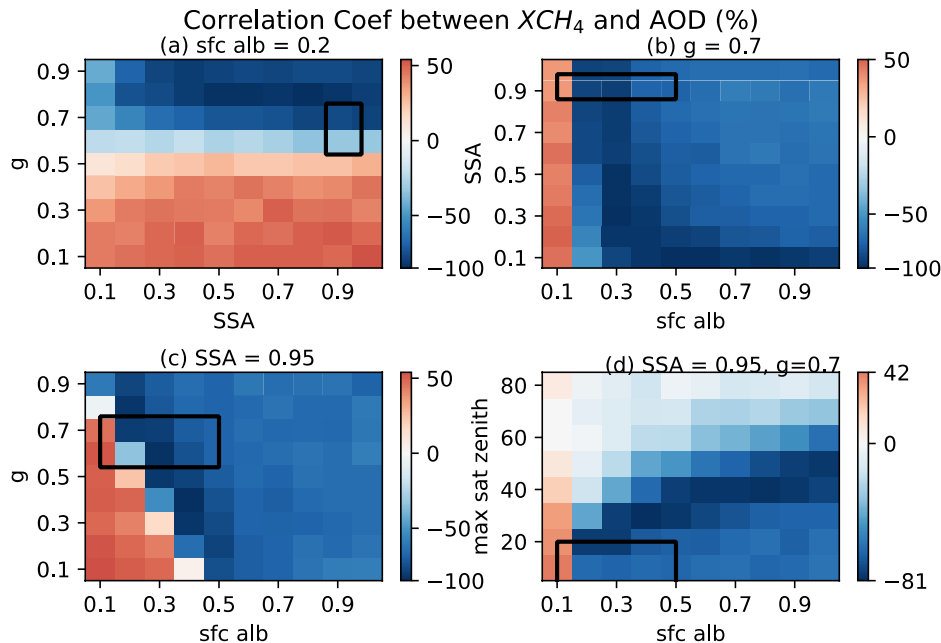 Correlation Coef between XCH₄ and AOD (%)
(a) sfc alb = 0.2
g
0.9
0.7
0.5
0.3
0.1
0.1 0.3 0.5 0.7 0.9
SSA
50
0
−50
−100
(b) g = 0.7
SSA
0.9
0.7
0.5
0.3
0.1
0.1 0.3 0.5 0.7 0.9
sfc alb
50
0
−50
−100
(c) SSA = 0.95
g
0.9
0.7
0.5
0.3
0.1
0.1 0.3 0.5 0.7 0.9
sfc alb
50
0
−50
−100
(d) SSA = 0.95, g=0.7
max sat zenith
80
60
40
20
0.1 0.3 0.5 0.7 0.9
sfc alb
42
0
−81